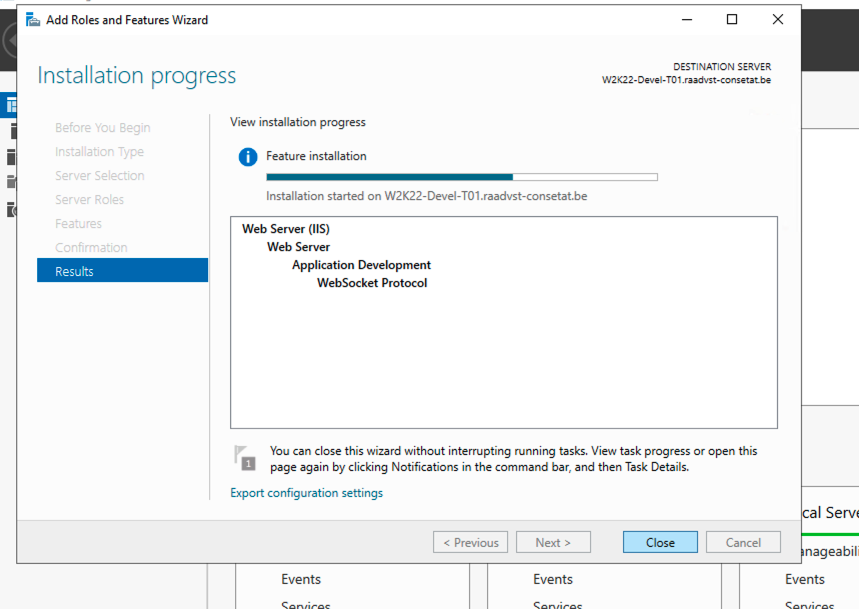 Add Roles and Features Wizard
Installation progress
DESTINATION SERVER
W2K22-Devel-T01.raadvst-consetat.be
Before You Begin
Installation Type
Server Selection
Server Roles
Features
Confirmation
Results
View installation progress
Feature installation
Installation started on W2K22-Devel-T01.raadvst-consetat.be
Web Server (IIS)
Web Server
Application Development
WebSocket Protocol
1
You can close this wizard without interrupting running tasks. View task progress or open this
page again by clicking Notifications in the command bar, and then Task Details.
Export configuration settings
< Previous
Next >
Close
Cancel
cal Serve
anageabili
Events
Events
Events
Services
Services
Services